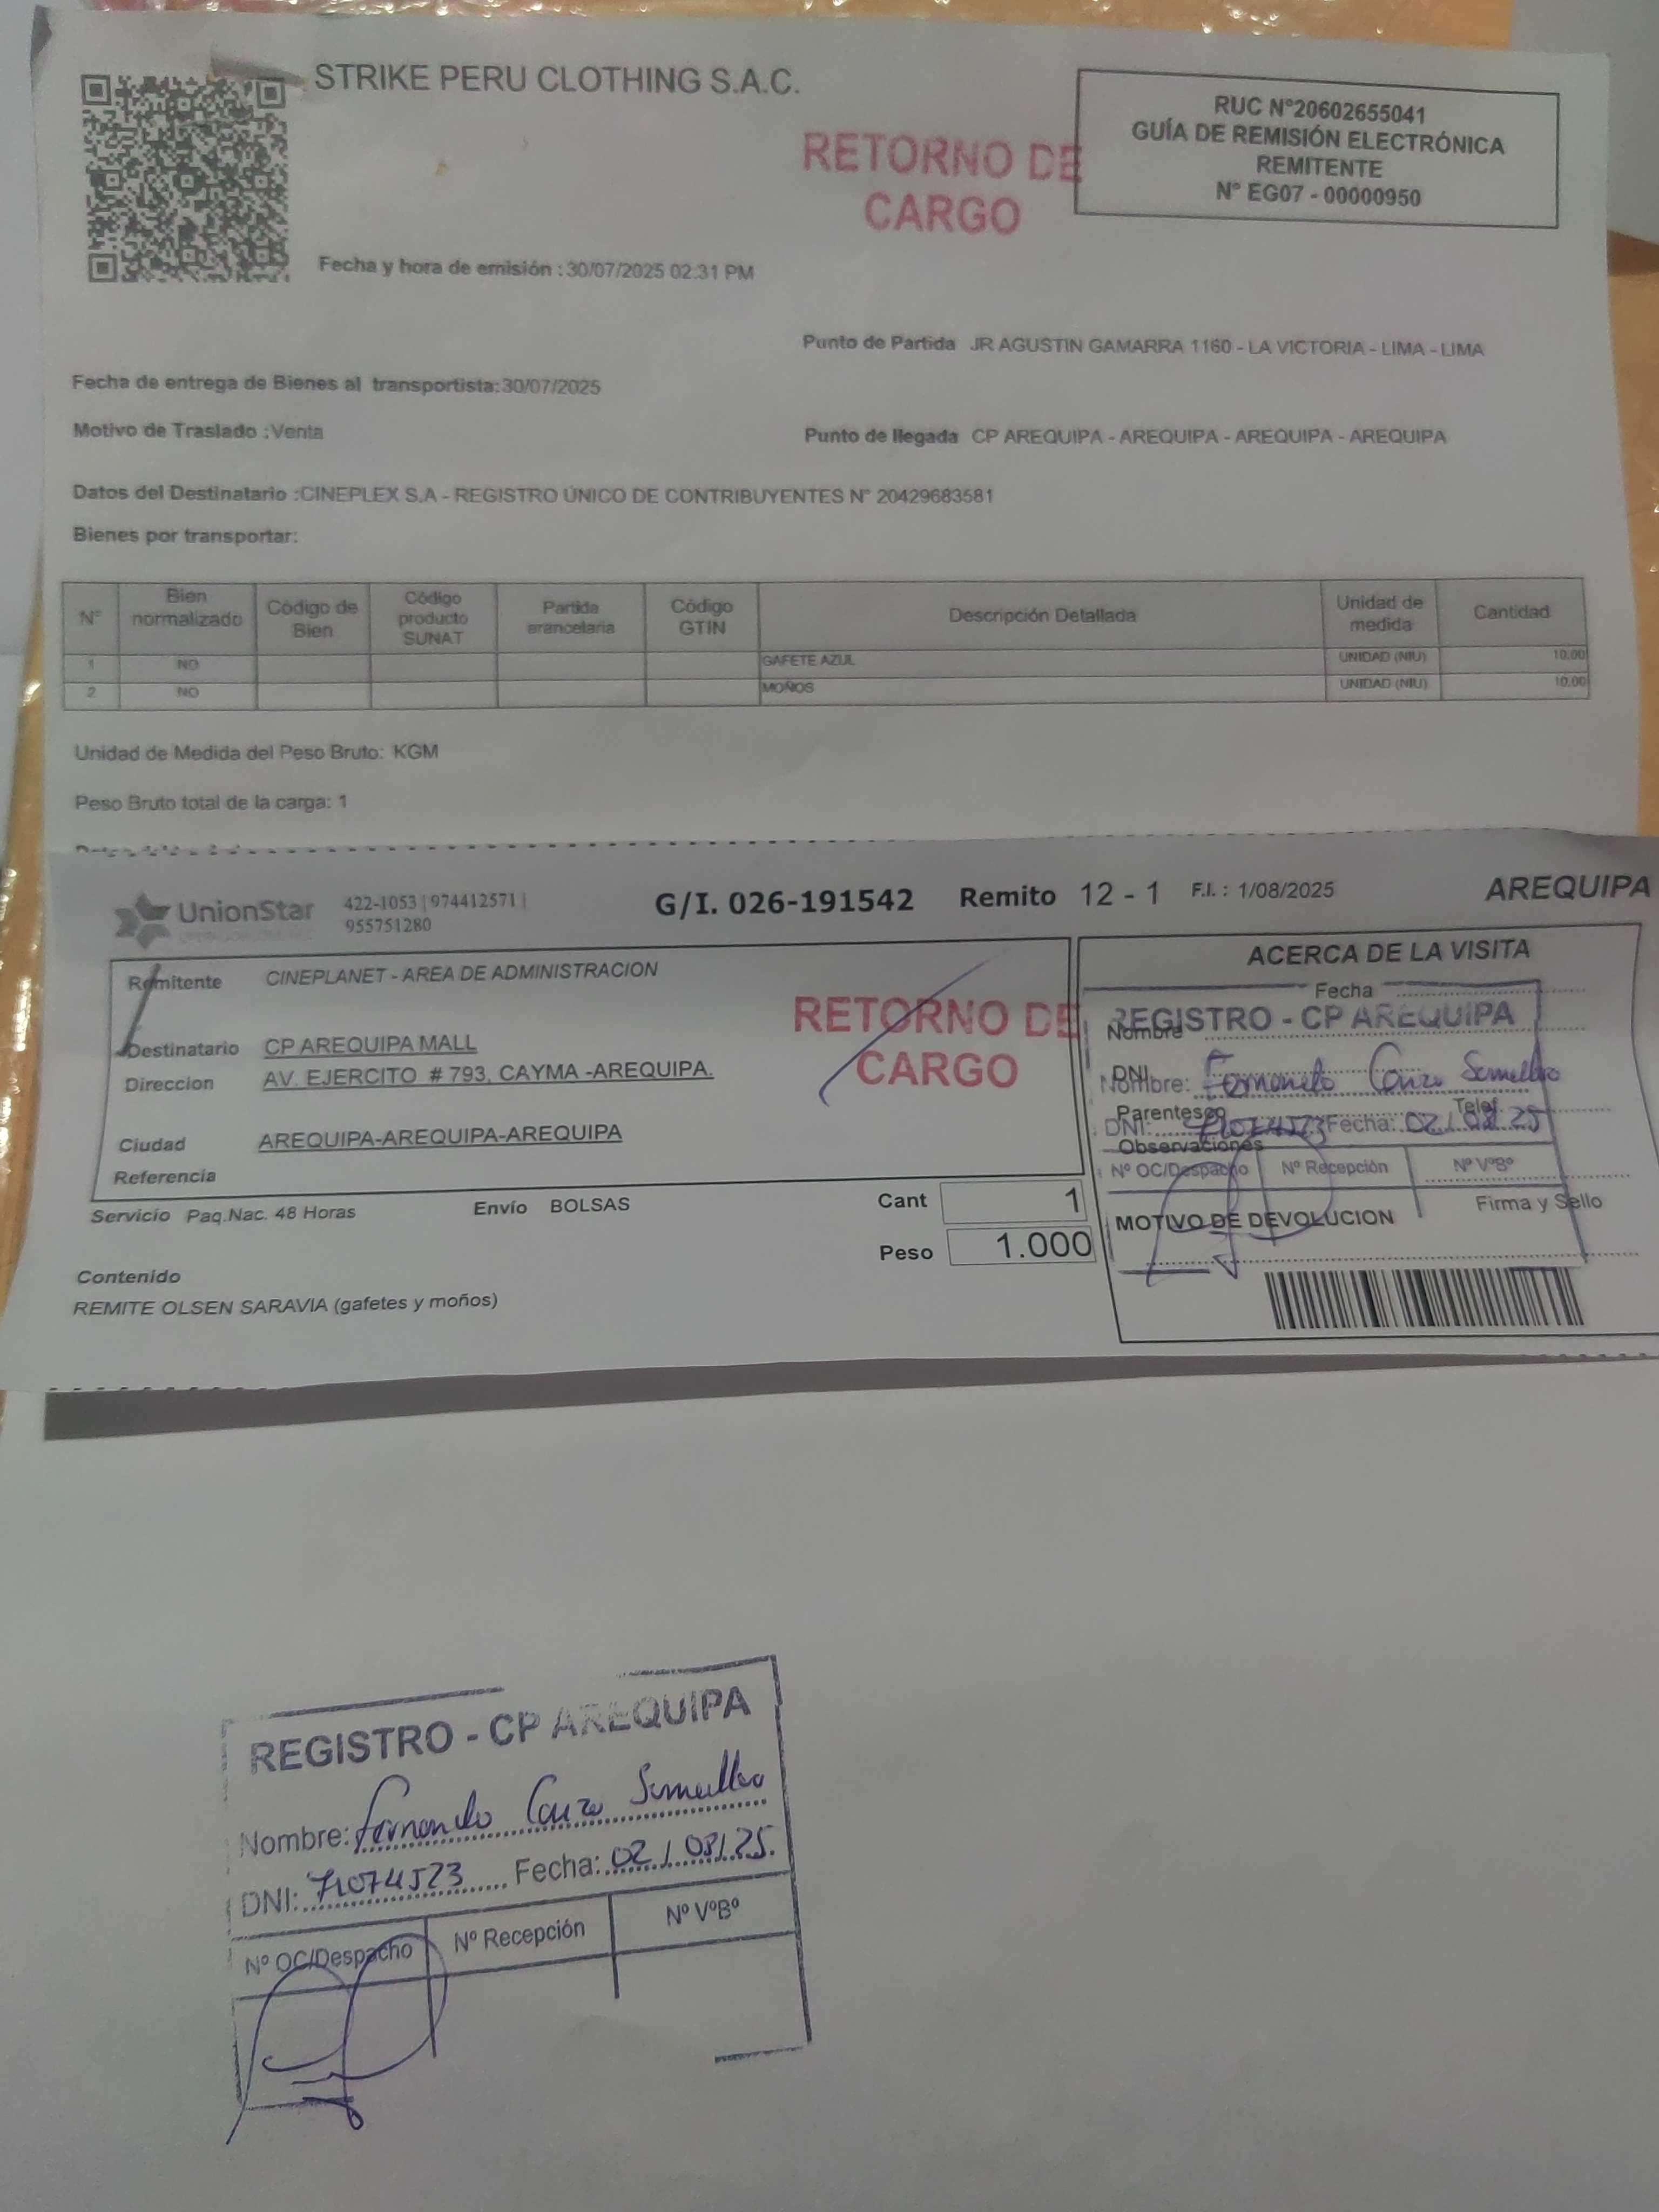 STRIKE PERU CLOTHING S.A.C.
RUC N°20602655041
GUÍA DE REMISIÓN ELECTRÓNICA
REMITENTE
N° EG07 - 00000950
RETORNO DE
CARGO
Fecha y hora de emisión : 30/07/2025 02:31 PM
Punto de Partida JR AGUSTIN GAMARRA 1160 - LA VICTORIA - LIMA - LIMA
Fecha de entrega de Bienes al transportista: 30/07/2025
Motivo de Traslado : Venta
Punto de llegada CP AREQUIPA - AREQUIPA - AREQUIPA - AREQUIPA
Datos del Destinatario : CINEPLEX S.A - REGISTRO ÚNICO DE CONTRIBUYENTES N° 20429683581
Bienes por transportar:
N° Bien normalizado Código de Bien Código producto SUNAT Partida arancelaria Código GTIN Descripción Detallada Unidad de medida Cantidad
1 NO GAFETE AZUL UNIDAD (NIU) 10.00
2 NO MOÑOS UNIDAD (NIU) 10.00
Unidad de Medida del Peso Bruto: KGM
Peso Bruto total de la carga: 1
UnionStar 422-1053 | 974412571 |
955751280
G/I. 026-191542 Remito 12 - 1 F.I. : 1/08/2025 AREQUIPA
Remitente CINEPLANET - AREA DE ADMINISTRACION
RETORNO DE
CARGO
Destinatario CP AREQUIPA MALL
Direccion AV. EJERCITO # 793, CAYMA -AREQUIPA.
Ciudad AREQUIPA-AREQUIPA-AREQUIPA
Referencia
Servicio Paq.Nac. 48 Horas Envío BOLSAS
Cant 1
Peso 1.000
Contenido
REMITE OLSEN SARAVIA (gafetes y moños)
ACERCA DE LA VISITA
Fecha
REGISTRO - CP AREQUIPA
Nombre
DNI
Nombre: Fernando
Parentesco Telef.
DNI: 71074523 Fecha: 02/08/25
Observaciones
N° OC/Despacho N° Recepción N° V°B°
Firma y Sello
MOTIVO DE DEVOLUCION
REGISTRO - CP AREQUIPA
Nombre: Fernando
DNI: 71074523 Fecha: 02/08/25.
Nº OC/Despacho Nº Recepción Nº VºBº